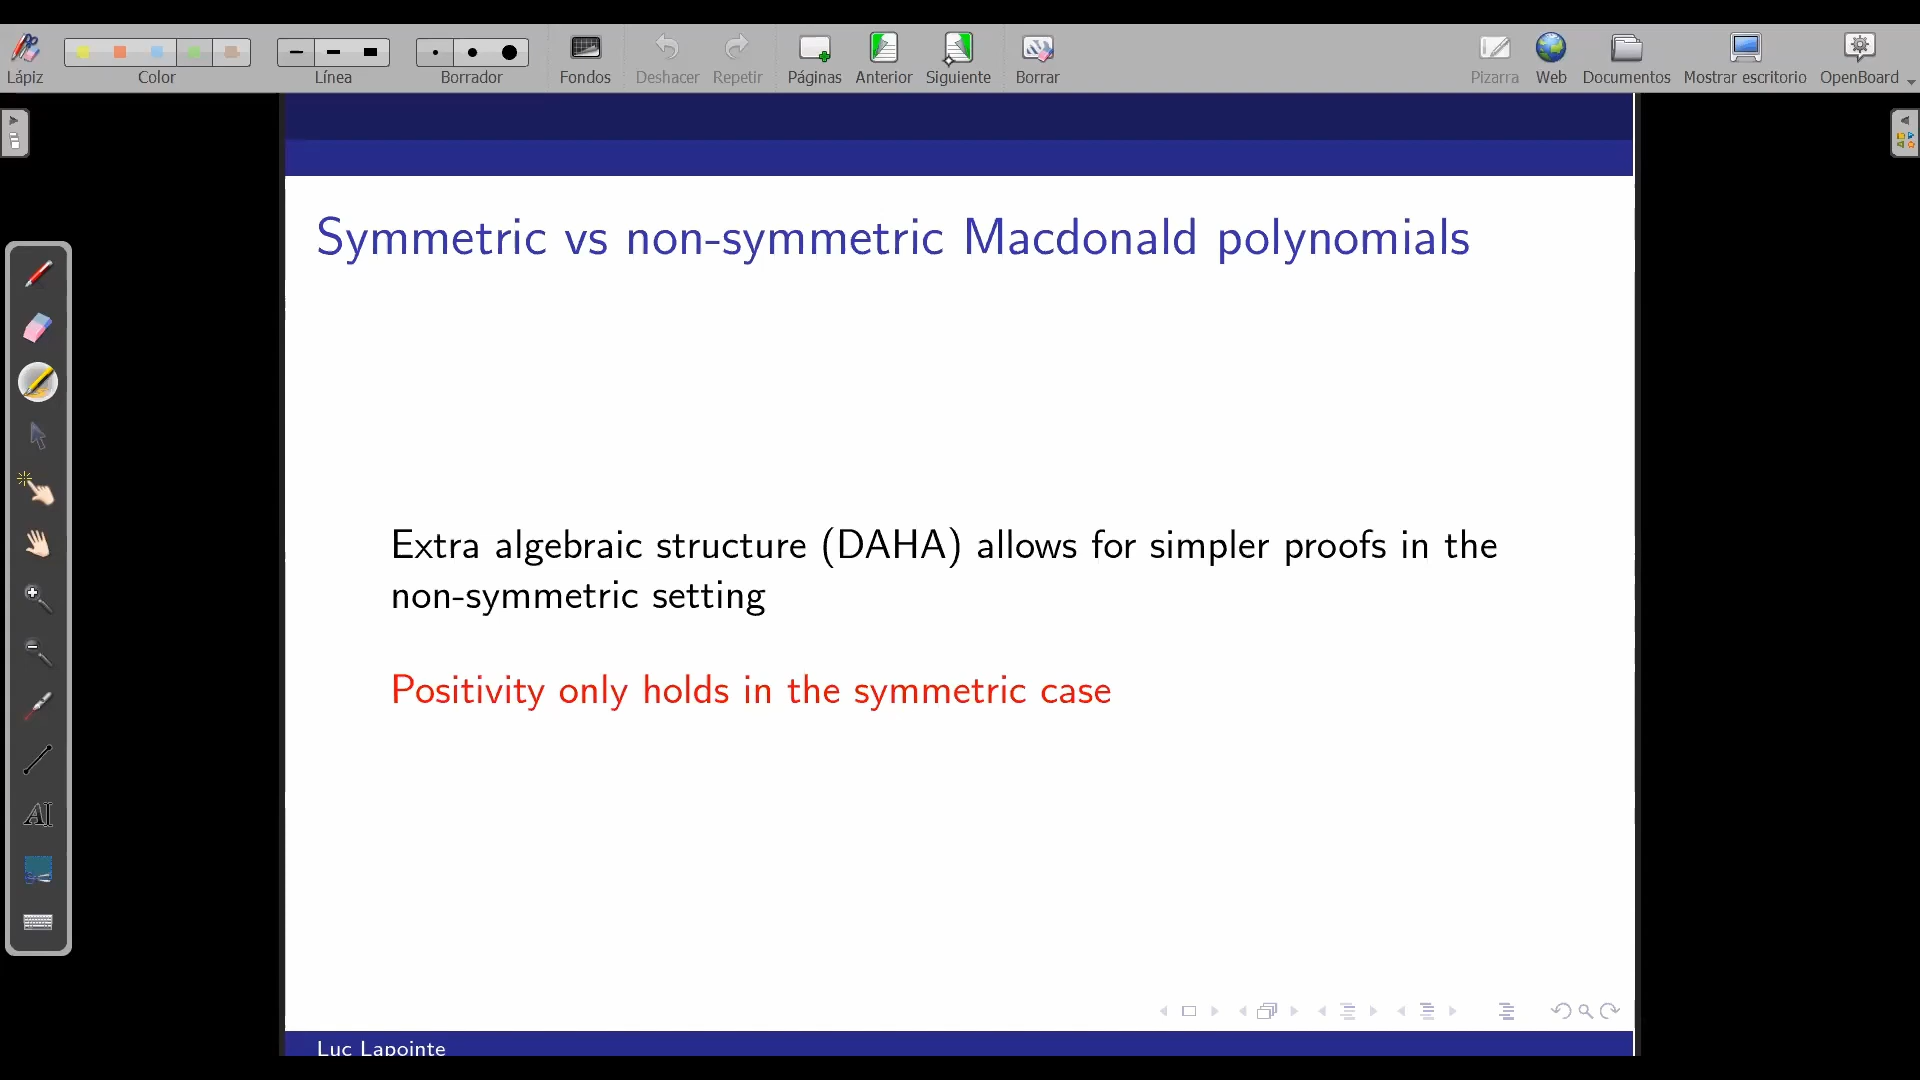 Lápiz Color Línea Borrador Fondos Deshacer Repetir Páginas Anterior Siguiente Borrar Pizarra Web Documentos Mostrar escritorio OpenBoard
Symmetric vs non-symmetric Macdonald polynomials
Extra algebraic structure (DAHA) allows for simpler proofs in the
non-symmetric setting
Positivity only holds in the symmetric case
Luc Lapointe